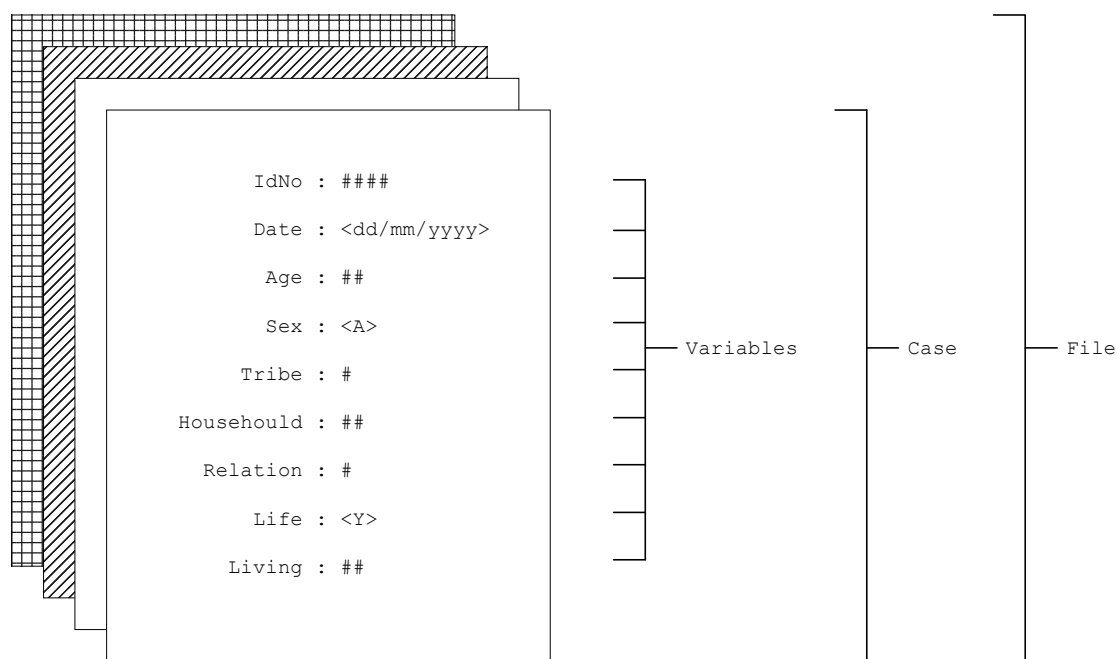 IdNo : ####
Date : <dd/mm/yyyy>
Age : ##
Sex : <A>
Tribe : #
Househould : ##
Relation : #
Life : <Y>
Living : ##
Variables
Case
File